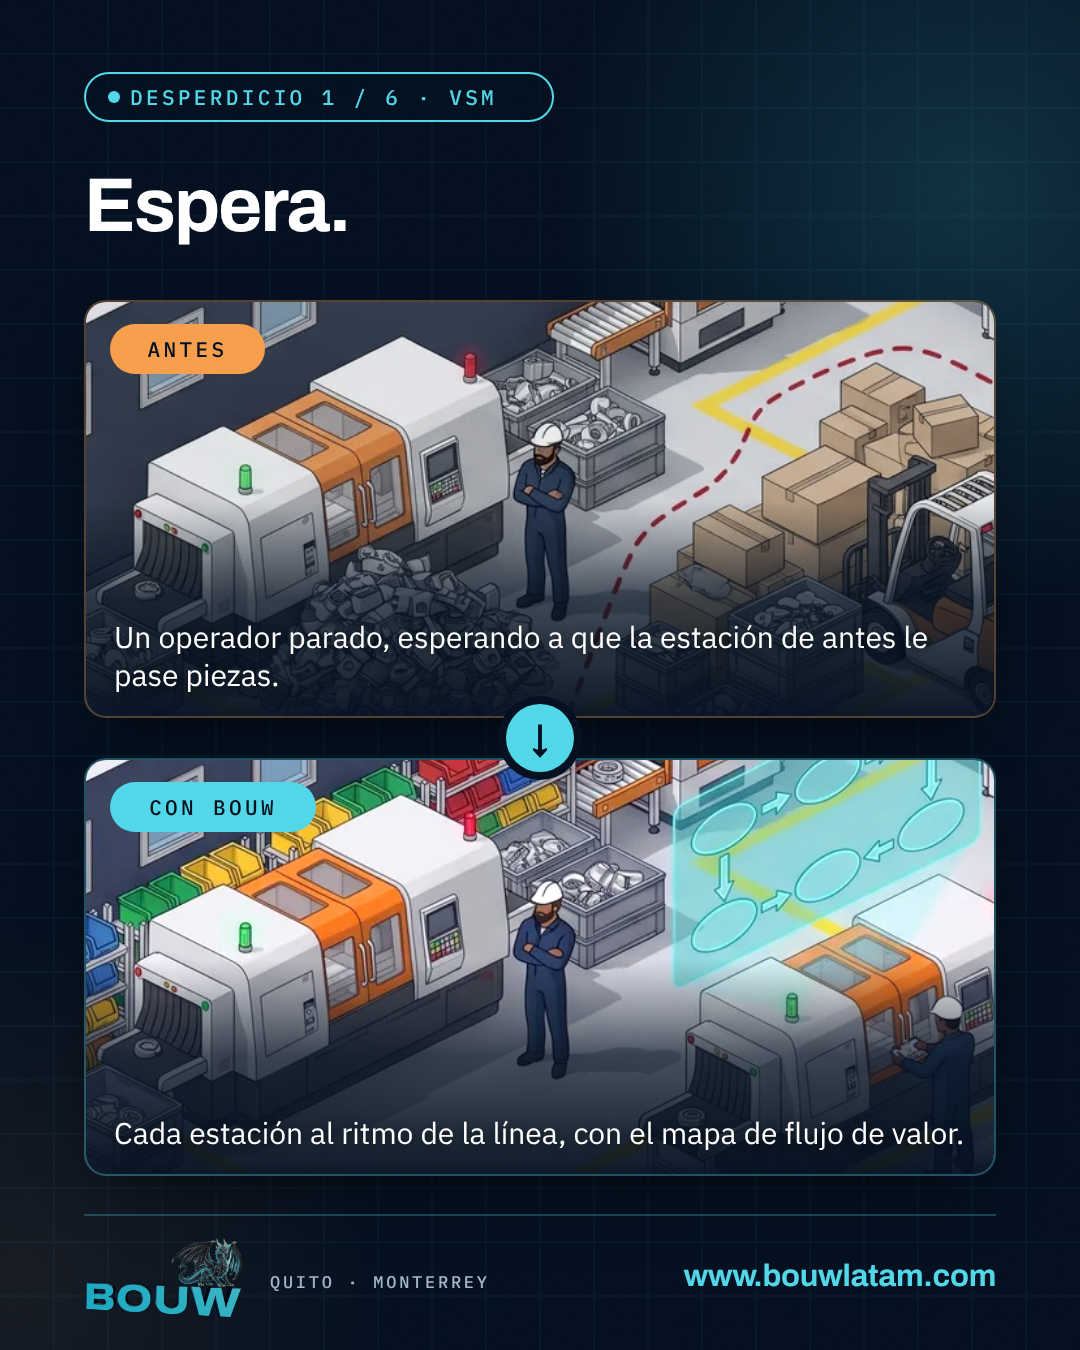 DESPERDICIO 1 / 6 · VSM
Espera.
ANTES
Un operador parado, esperando a que la estación de antes le
pase piezas.
↓
CON BOUW
Cada estación al ritmo de la línea, con el mapa de flujo de valor.
BOUW
QUITO · MONTERREY
www.bouwlatam.com